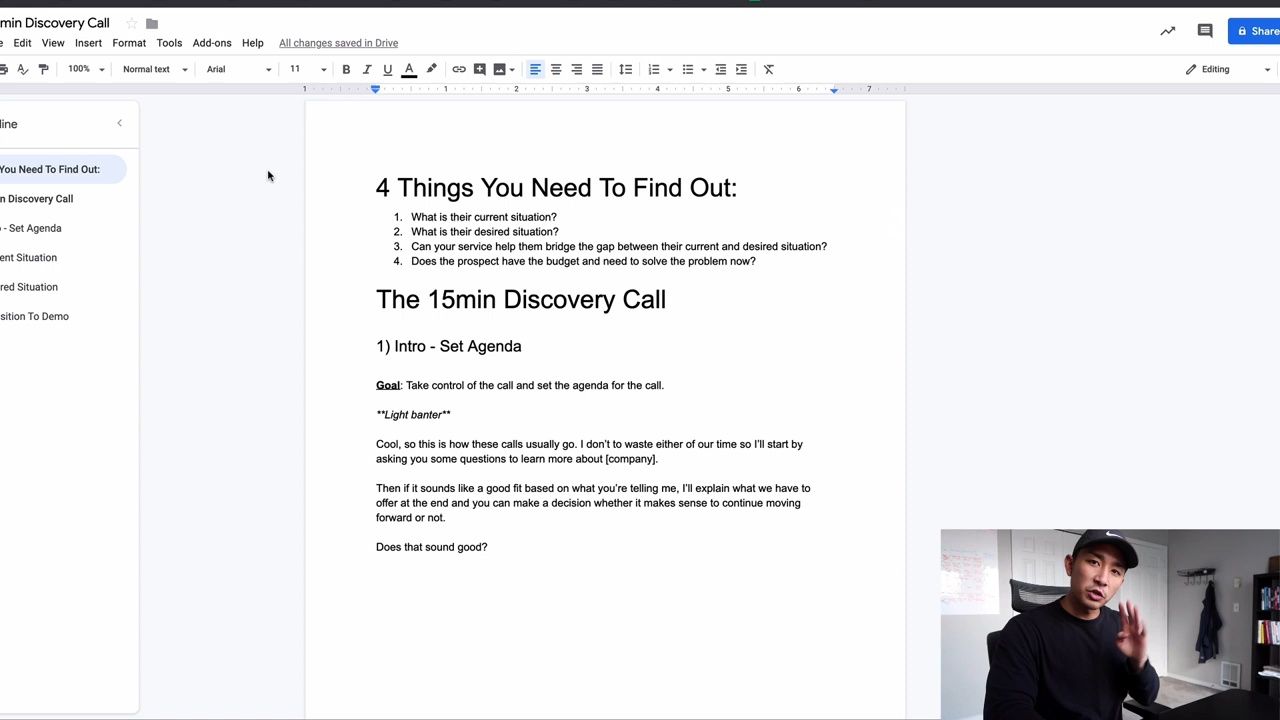 min Discovery Call
Edit View Insert Format Tools Add-ons Help All changes saved in Drive
Share
100% Normal text Arial 11 B I U A Editing
1 1 2 3 4 5 6 7
line
You Need To Find Out:
n Discovery Call
- Set Agenda
ent Situation
red Situation
sition To Demo
4 Things You Need To Find Out:
1. What is their current situation?
2. What is their desired situation?
3. Can your service help them bridge the gap between their current and desired situation?
4. Does the prospect have the budget and need to solve the problem now?
The 15min Discovery Call
1) Intro - Set Agenda
Goal: Take control of the call and set the agenda for the call.
**Light banter**
Cool, so this is how these calls usually go. I don't to waste either of our time so I'll start by
asking you some questions to learn more about [company].
Then if it sounds like a good fit based on what you're telling me, I'll explain what we have to
offer at the end and you can make a decision whether it makes sense to continue moving
forward or not.
Does that sound good?